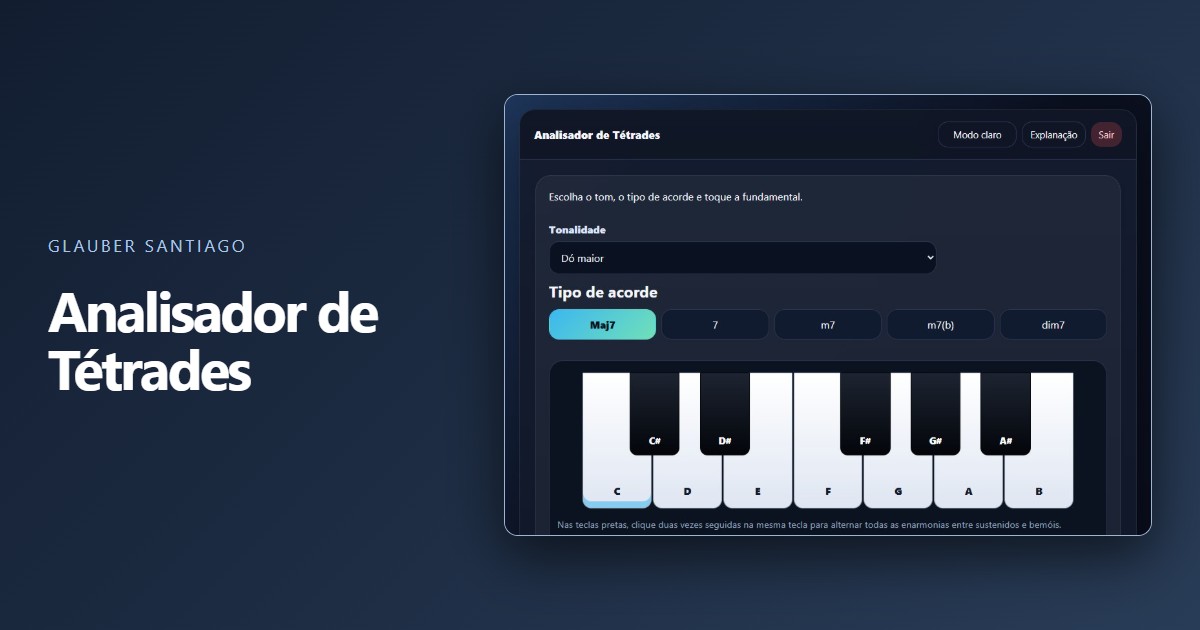 GLAUBER SANTIAGO
Analisador de
Tétrades
Analisador de Tétrades
Modo claro
Explanação
Sair
Escolha o tom, o tipo de acorde e toque a fundamental.
Tonalidade
Dó maior
Tipo de acorde
Maj7
7
m7
m7(b)
dim7
C#
D#
F#
G#
A#
C
D
E
F
G
A
B
Nas teclas pretas, clique duas vezes seguidas na mesma tecla para alternar todas as enarmonias entre sustenidos e bemóis.